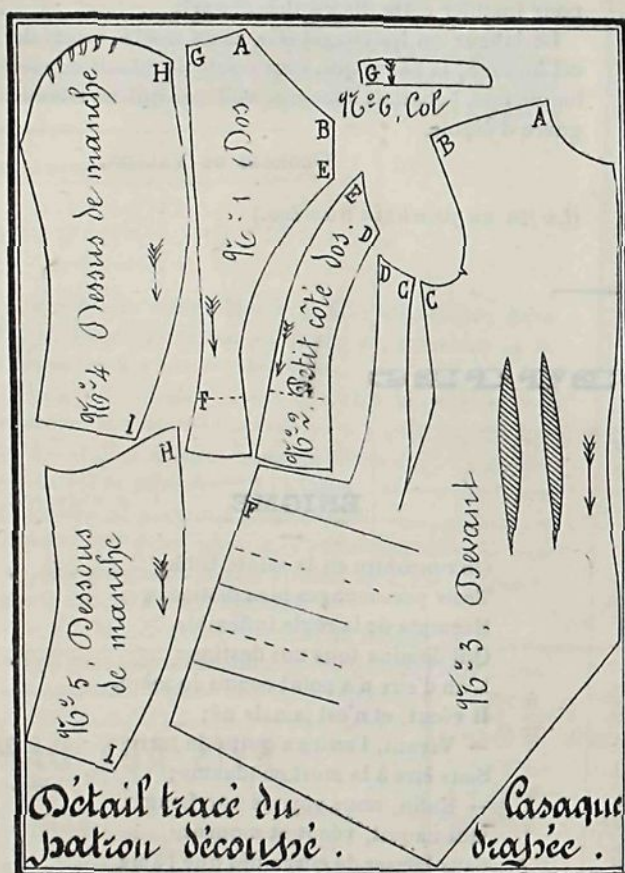 H
G
A
B
E
N° 1 Dos
F
N° 4 Dessus de manche
I
G
N° 6, Col
B
A
E
D
N° 2, Petit côté dos.
D
C
C
N° 3 Devant
F
H
N° 5, Dessous
de manche
I
Détail tracé du
patron découpé.
Casaque
drapée.